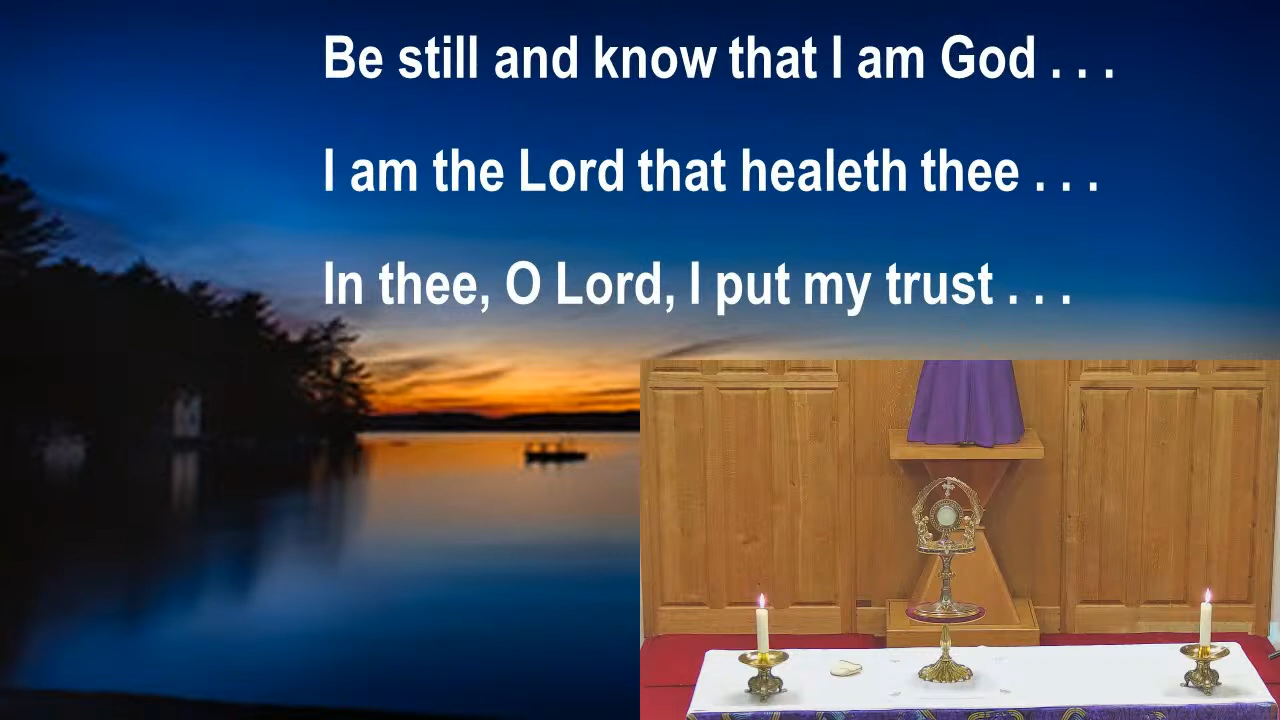 Be still and know that I am God . . .
I am the Lord that healeth thee . . .
In thee, O Lord, I put my trust . . .